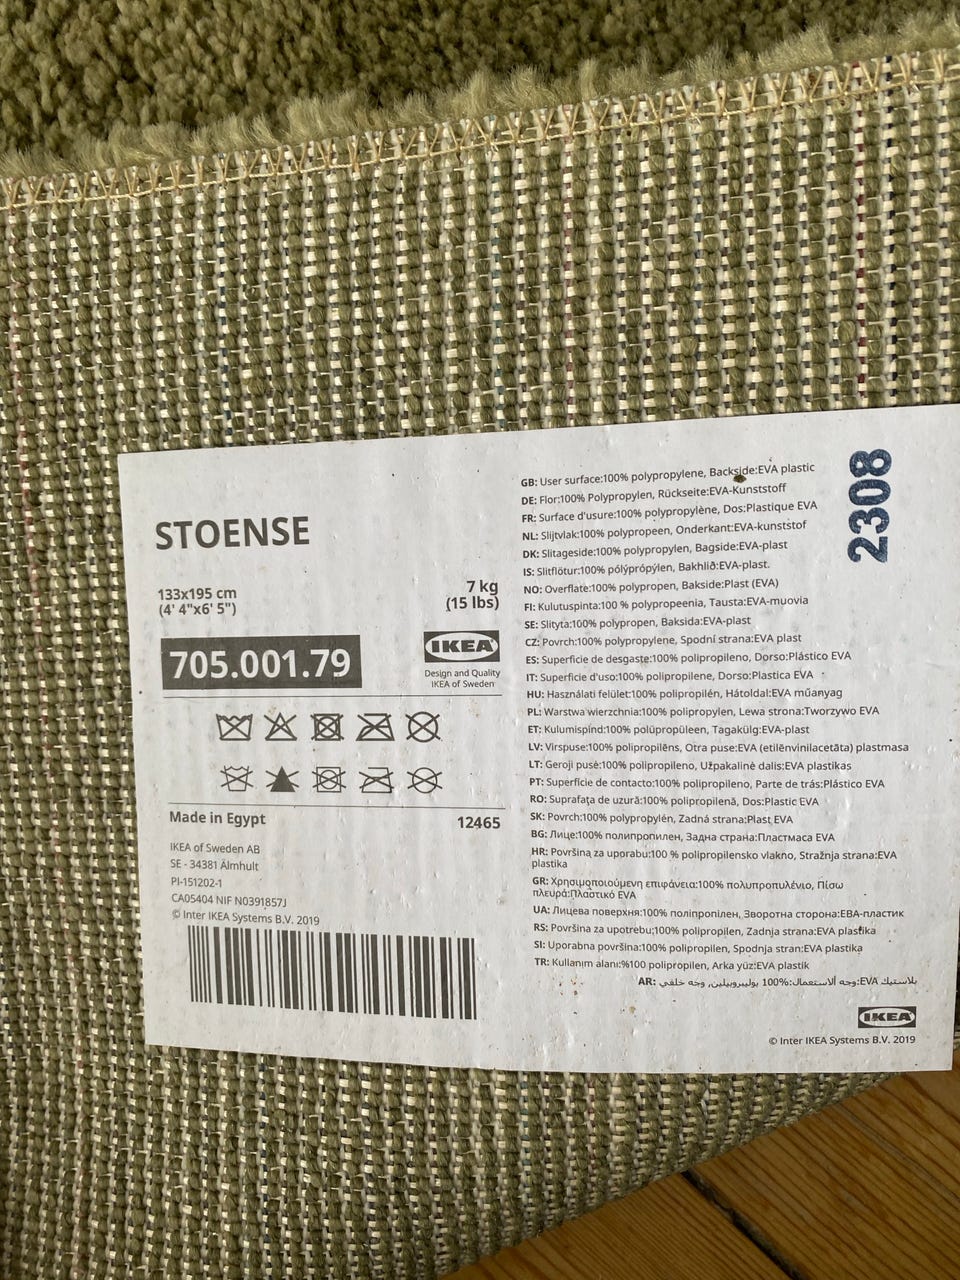 STOENSE
133x195 cm
(4' 4"x6' 5")
7 kg
(15 lbs)
705.001.79
IKEA
Design and Quality
IKEA of Sweden
Made in Egypt
12465
IKEA of Sweden AB
SE - 34381 Älmhult
PI-151202-1
CA05404 NIF N0391857J
© Inter IKEA Systems B.V. 2019
GB: User surface:100% polypropylene, Backside:EVA plastic
DE: Flor:100% Polypropylen, Rückseite:EVA-Kunststoff
FR: Surface d'usure:100% polypropylène, Dos:Plastique EVA
NL: Slijtvlak:100% polypropeen, Onderkant:EVA-kunststof
DK: Slitageside:100% polypropylen, Bagside:EVA-plast
IS: Slitflötur:100% pólýprópýlen, Bakhlið:EVA-plast.
NO: Overflate:100% polypropen, Bakside:Plast (EVA)
FI: Kulutuspinta:100 % polypropeenia, Tausta:EVA-muovia
SE: Slityta:100% polypropen, Baksida:EVA-plast
CZ: Povrch:100% polypropylene, Spodní strana:EVA plast
ES: Superficie de desgaste:100% polipropileno, Dorso:Plástico EVA
IT: Superficie d'uso:100% polipropilene, Dorso:Plastica EVA
HU: Használati felület:100% polipropilén, Hátoldal:EVA műanyag
PL: Warstwa wierzchnia:100% polipropylen, Lewa strona:Tworzywo EVA
ET: Kulumispind:100% polüpropüleen, Tagakülg:EVA-plast
LV: Virspuse:100% polipropilēns, Otra puse:EVA (etilēnvinilacetāta) plastmasa
LT: Geroji pusė:100% polipropileno, Užpakalinė dalis:EVA plastikas
PT: Superfície de contacto:100% polipropileno, Parte de trás:Plástico EVA
RO: Suprafaţa de uzură:100% polipropilenă, Dos:Plastic EVA
SK: Povrch:100% polypropylén, Zadná strana:Plast EVA
BG: Лице:100% полипропилен, Задна страна:Пластмаса EVA
HR: Površina za uporabu:100 % polipropilensko vlakno, Stražnja strana:EVA
plastika
GR: Χρησιμοποιούμενη επιφάνεια:100% πολυπροπυλένιο, Πίσω
πλευρά:Πλαστικό EVA
UA: Лицева поверхня:100% поліпропілен, Зворотна сторона:ЕВА-пластик
RS: Površina za upotrebu:100% polipropilen, Zadnja strana:EVA plastika
SI: Uporabna površina:100% polipropilen, Spodnja stran:EVA plastika
TR: Kullanım alanı:%100 polipropilen, Arka yüz:EVA plastik
AR: وجه الاستعمال:100% بوليبروبيلين, وجه خلفي:EVA بلاستيك
2308
IKEA
© Inter IKEA Systems B.V. 2019